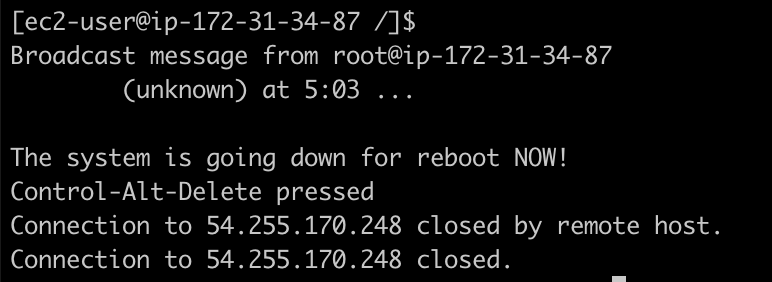 [ec2-user@ip-172-31-34-87 /]$
Broadcast message from root@ip-172-31-34-87
(unknown) at 5:03 ...
The system is going down for reboot NOW!
Control-Alt-Delete pressed
Connection to 54.255.170.248 closed by remote host.
Connection to 54.255.170.248 closed.